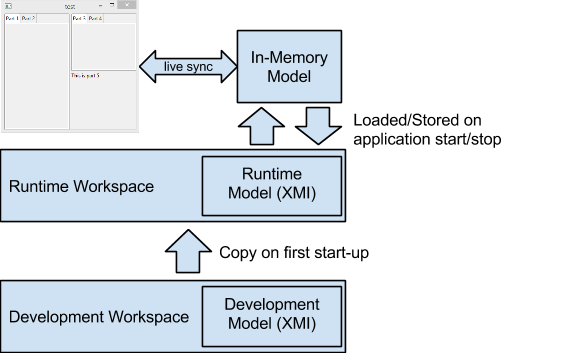 test
Part 1 Part 2
Part 3 Part 4
This is part 5
live sync
In-Memory
Model
Loaded/Stored on
application start/stop
Runtime Workspace
Runtime
Model (XMI)
Copy on first start-up
Development Workspace
Development
Model (XMI)